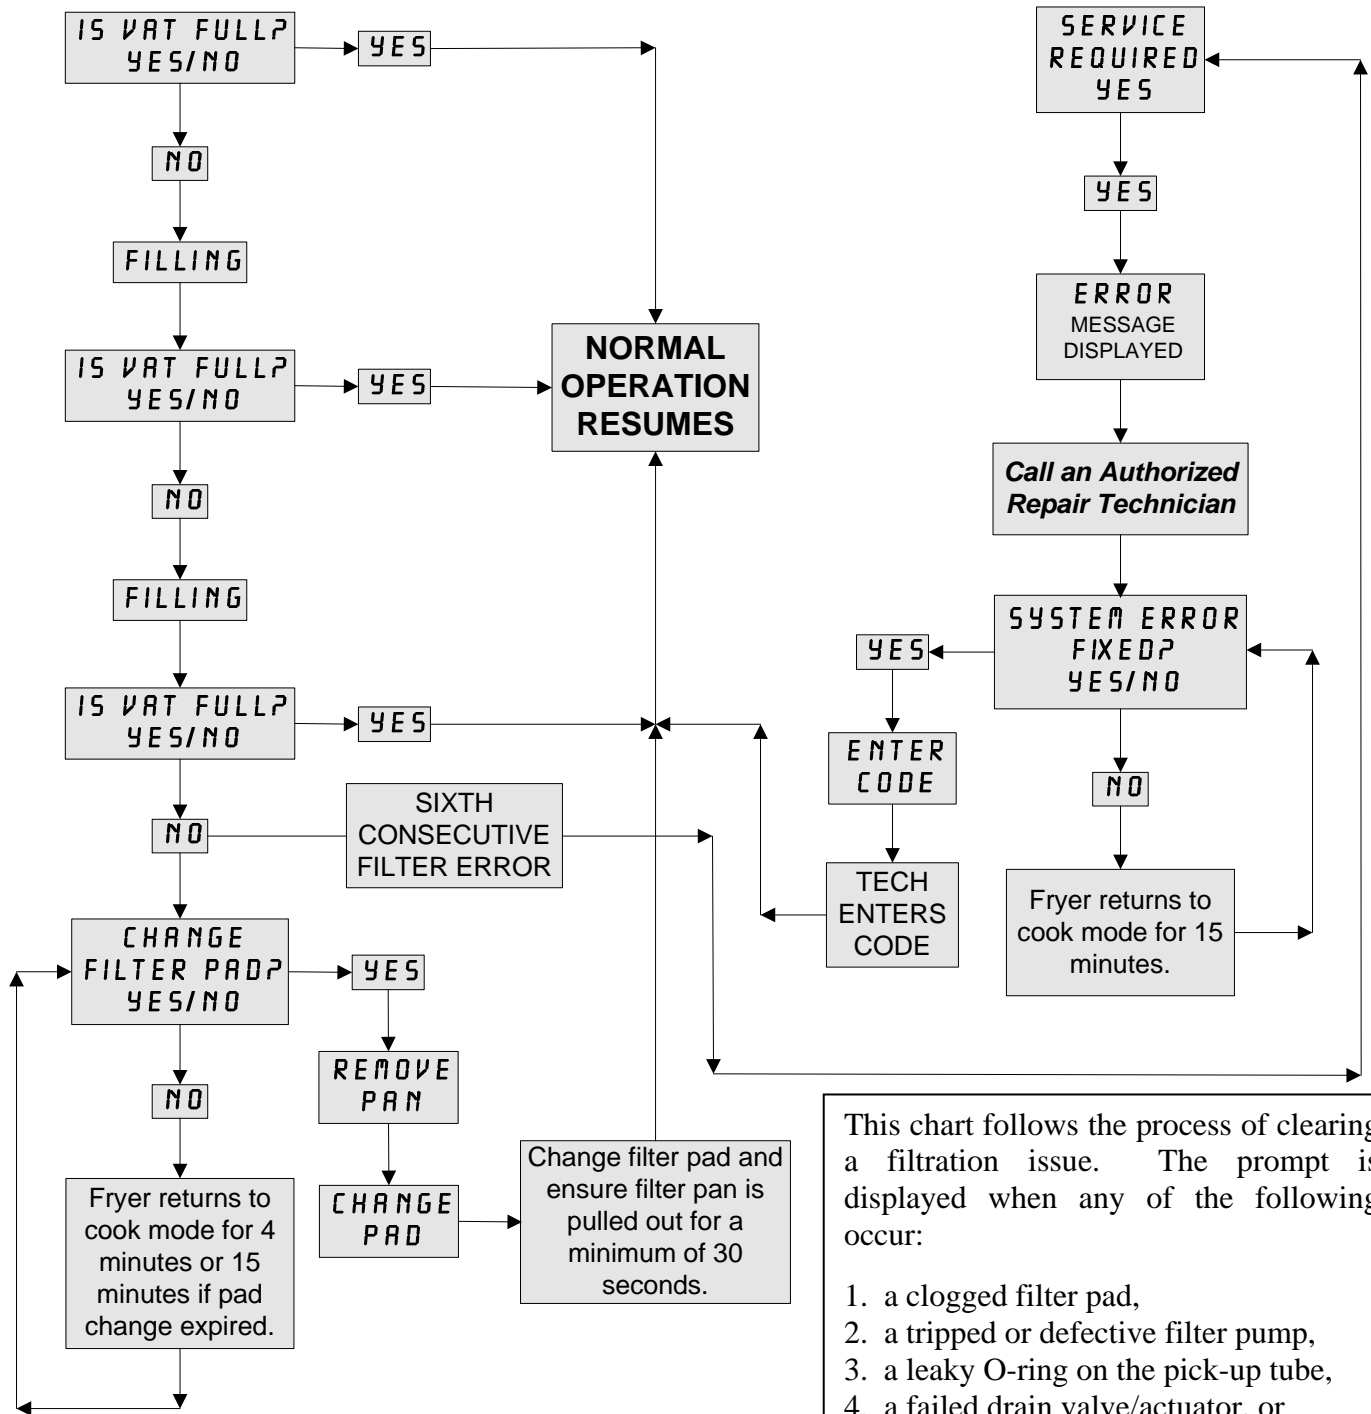 IS VAT FULL?
YES/NO
YES
NO
FILLING
IS VAT FULL?
YES/NO
YES
NO
FILLING
IS VAT FULL?
YES/NO
YES
NO
SIXTH
CONSECUTIVE
FILTER ERROR
CHANGE
FILTER PAD?
YES/NO
YES
NO
REMOVE
PAN
CHANGE
PAD
Fryer returns to
cook mode for 4
minutes or 15
minutes if pad
change expired.
Change filter pad and
ensure filter pan is
pulled out for a
minimum of 30
seconds.
NORMAL
OPERATION
RESUMES
SERVICE
REQUIRED
YES
YES
ERROR
MESSAGE
DISPLAYED
Call an Authorized
Repair Technician
SYSTEM ERROR
FIXED?
YES/NO
YES
ENTER
CODE
TECH
ENTERS
CODE
NO
Fryer returns to
cook mode for 15
minutes.
This chart follows the process of clearing
a filtration issue. The prompt is
displayed when any of the following
occur:
1. a clogged filter pad,
2. a tripped or defective filter pump,
3. a leaky O-ring on the pick-up tube,
4. a failed drain valve/actuator, or